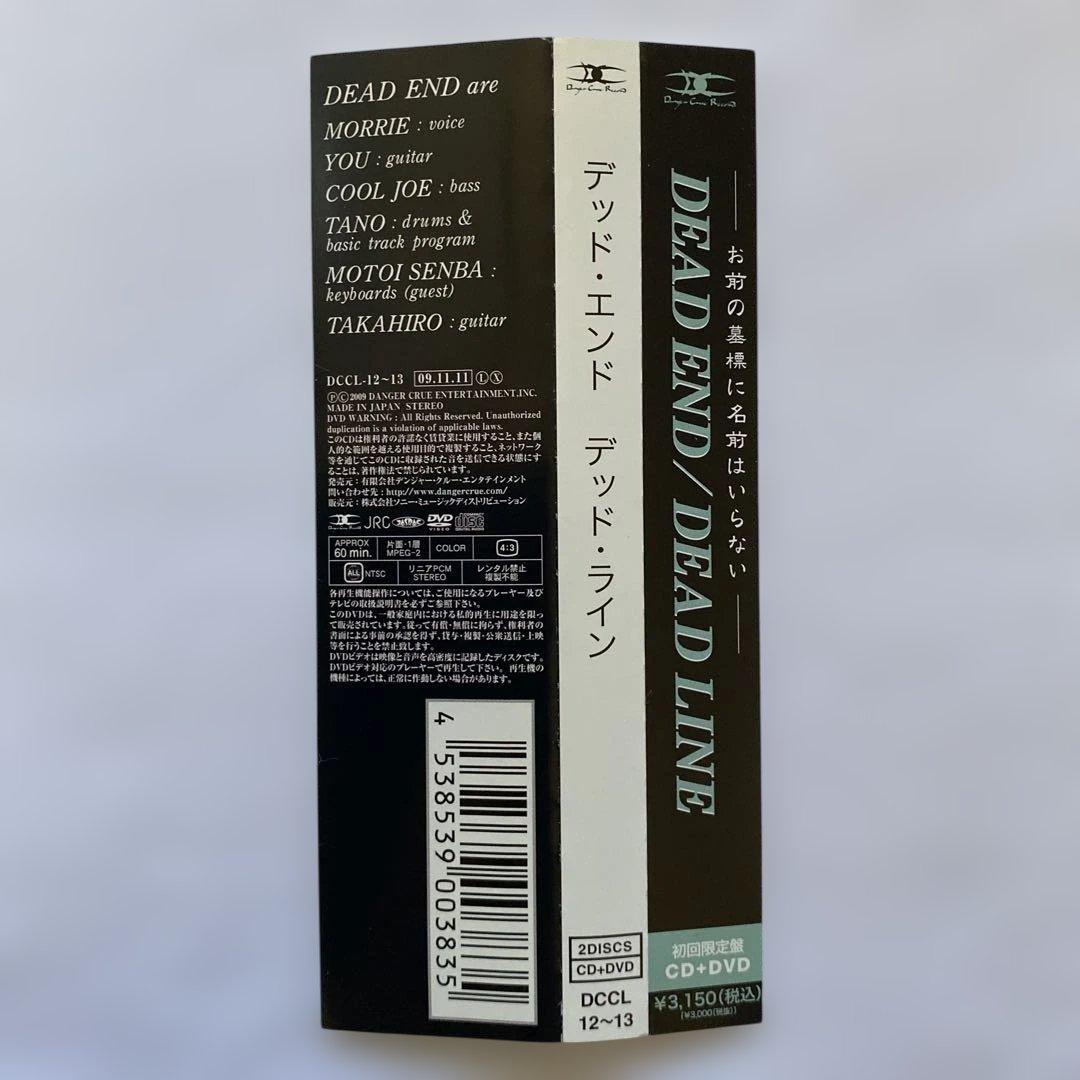 DEAD END are
MORRIE : voice
YOU : guitar
COOL JOE : bass
TANO : drums &
basic track program
MOTOI SENBA :
keyboards (guest)
TAKAHIRO : guitar
DCCL-12～13 09.11.11 Ⓛ Ⓧ
ⓅⒸ2009 DANGER CRUE ENTERTAINMENT,INC.
MADE IN JAPAN STEREO
DVD WARNING : All Rights Reserved. Unauthorized
duplication is a violation of applicable laws.
このCDは権利者の許諾なく賃貸業に使用すること、また個
人的な範囲を越える使用目的で複製すること、ネットワーク
等を通じてこのCDに収録された音を送信できる状態にす
ることは、著作権法で禁じられています。
発売元：有限会社デンジャー・クルー・エンタテインメント
問い合わせ先：http://www.dangercrue.com/
販売元：株式会社ソニー・ミュージックディストリビューション
Danger Crue Record JRC DVD VIDEO COMPACT disc DIGITAL AUDIO
APPROX 60 min.
片面・1層 MPEG-2
COLOR
4:3
ALL NTSC
リニアPCM STEREO
レンタル禁止 複製不能
各再生機能操作については、ご使用になるプレーヤー及び
テレビの取扱説明書を必ずご参照下さい。
このDVDは、一般家庭内における私的再生に用途を限っ
て販売されています。従って有償・無償に拘らず、権利者の
書面による事前の承認を得ず、貸与・複製・公衆送信・上映
等を行うことを禁止致します。
DVDビデオは映像と音声を高密度に記録したディスクです。
DVDビデオ対応のプレーヤーで再生して下さい。再生機の
機種によっては、正常に作動しない場合があります。
4 538539 003835
Danger Crue Record
デッド・エンド デッド・ライン
2DISCS
CD+DVD
DCCL
12～13
Danger Crue Record
お前の墓標に名前はいらない
DEAD END/DEAD LINE
初回限定盤
CD+DVD
¥3,150(税込)
(¥3,000(税抜))